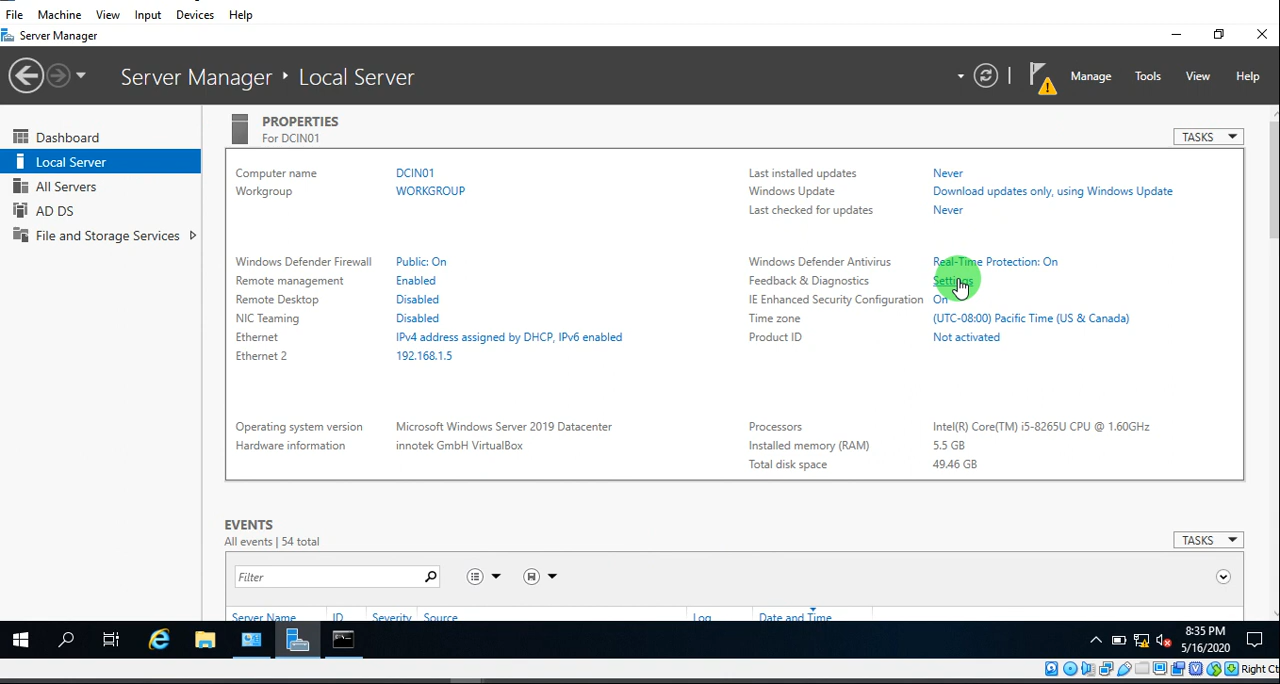 File Machine View Input Devices Help
Server Manager
Server Manager • Local Server
Manage Tools View Help
Dashboard
Local Server
All Servers
AD DS
File and Storage Services
PROPERTIES
For DCIN01
TASKS
Computer name DCIN01
Workgroup WORKGROUP
Last installed updates Never
Windows Update Download updates only, using Windows Update
Last checked for updates Never
Windows Defender Firewall Public: On
Remote management Enabled
Remote Desktop Disabled
NIC Teaming Disabled
Ethernet IPv4 address assigned by DHCP, IPv6 enabled
Ethernet 2 192.168.1.5
Windows Defender Antivirus Real-Time Protection: On
Feedback & Diagnostics Settings
IE Enhanced Security Configuration On
Time zone (UTC-08:00) Pacific Time (US & Canada)
Product ID Not activated
Operating system version Microsoft Windows Server 2019 Datacenter
Hardware information innotek GmbH VirtualBox
Processors Intel(R) Core(TM) i5-8265U CPU @ 1.60GHz
Installed memory (RAM) 5.5 GB
Total disk space 49.46 GB
EVENTS
All events | 54 total
TASKS
Filter
Server Name ID Severity Source Log Date and Time
8:35 PM
5/16/2020
Right Ct